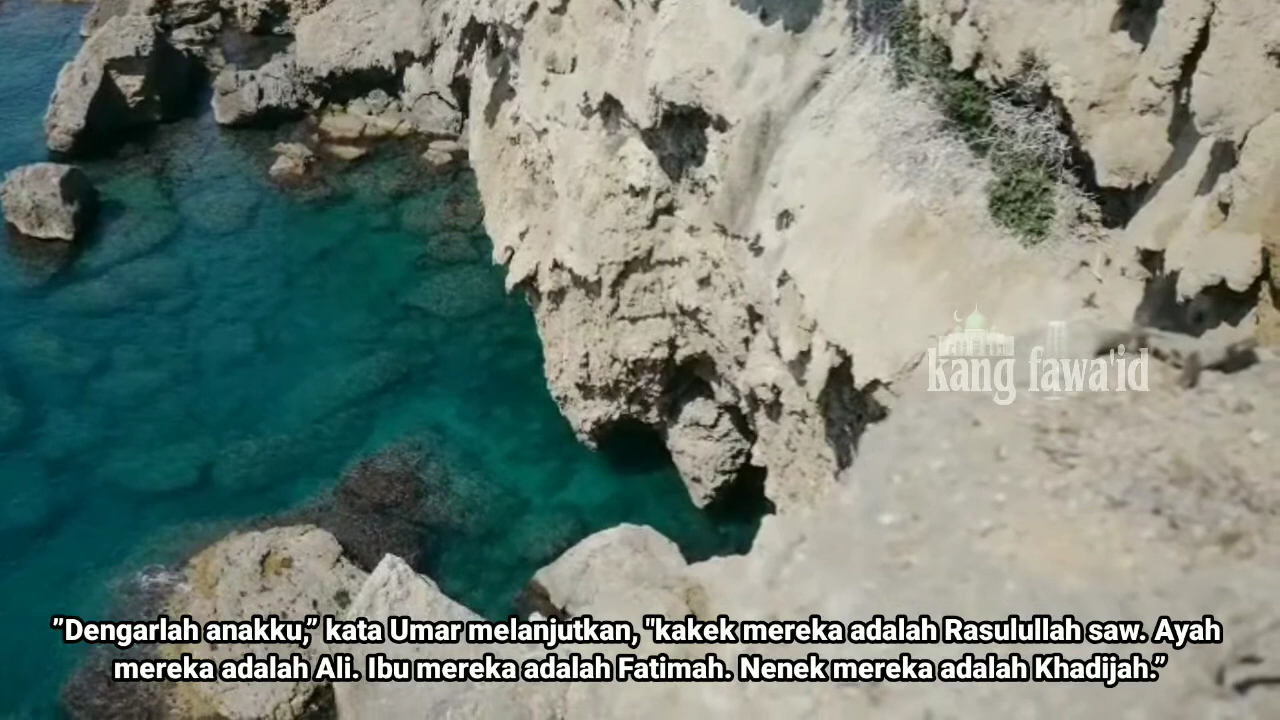 kang fawa'id
”Dengarlah anakku,” kata Umar melanjutkan, "kakek mereka adalah Rasulullah saw. Ayah
mereka adalah Ali. Ibu mereka adalah Fatimah. Nenek mereka adalah Khadijah.”